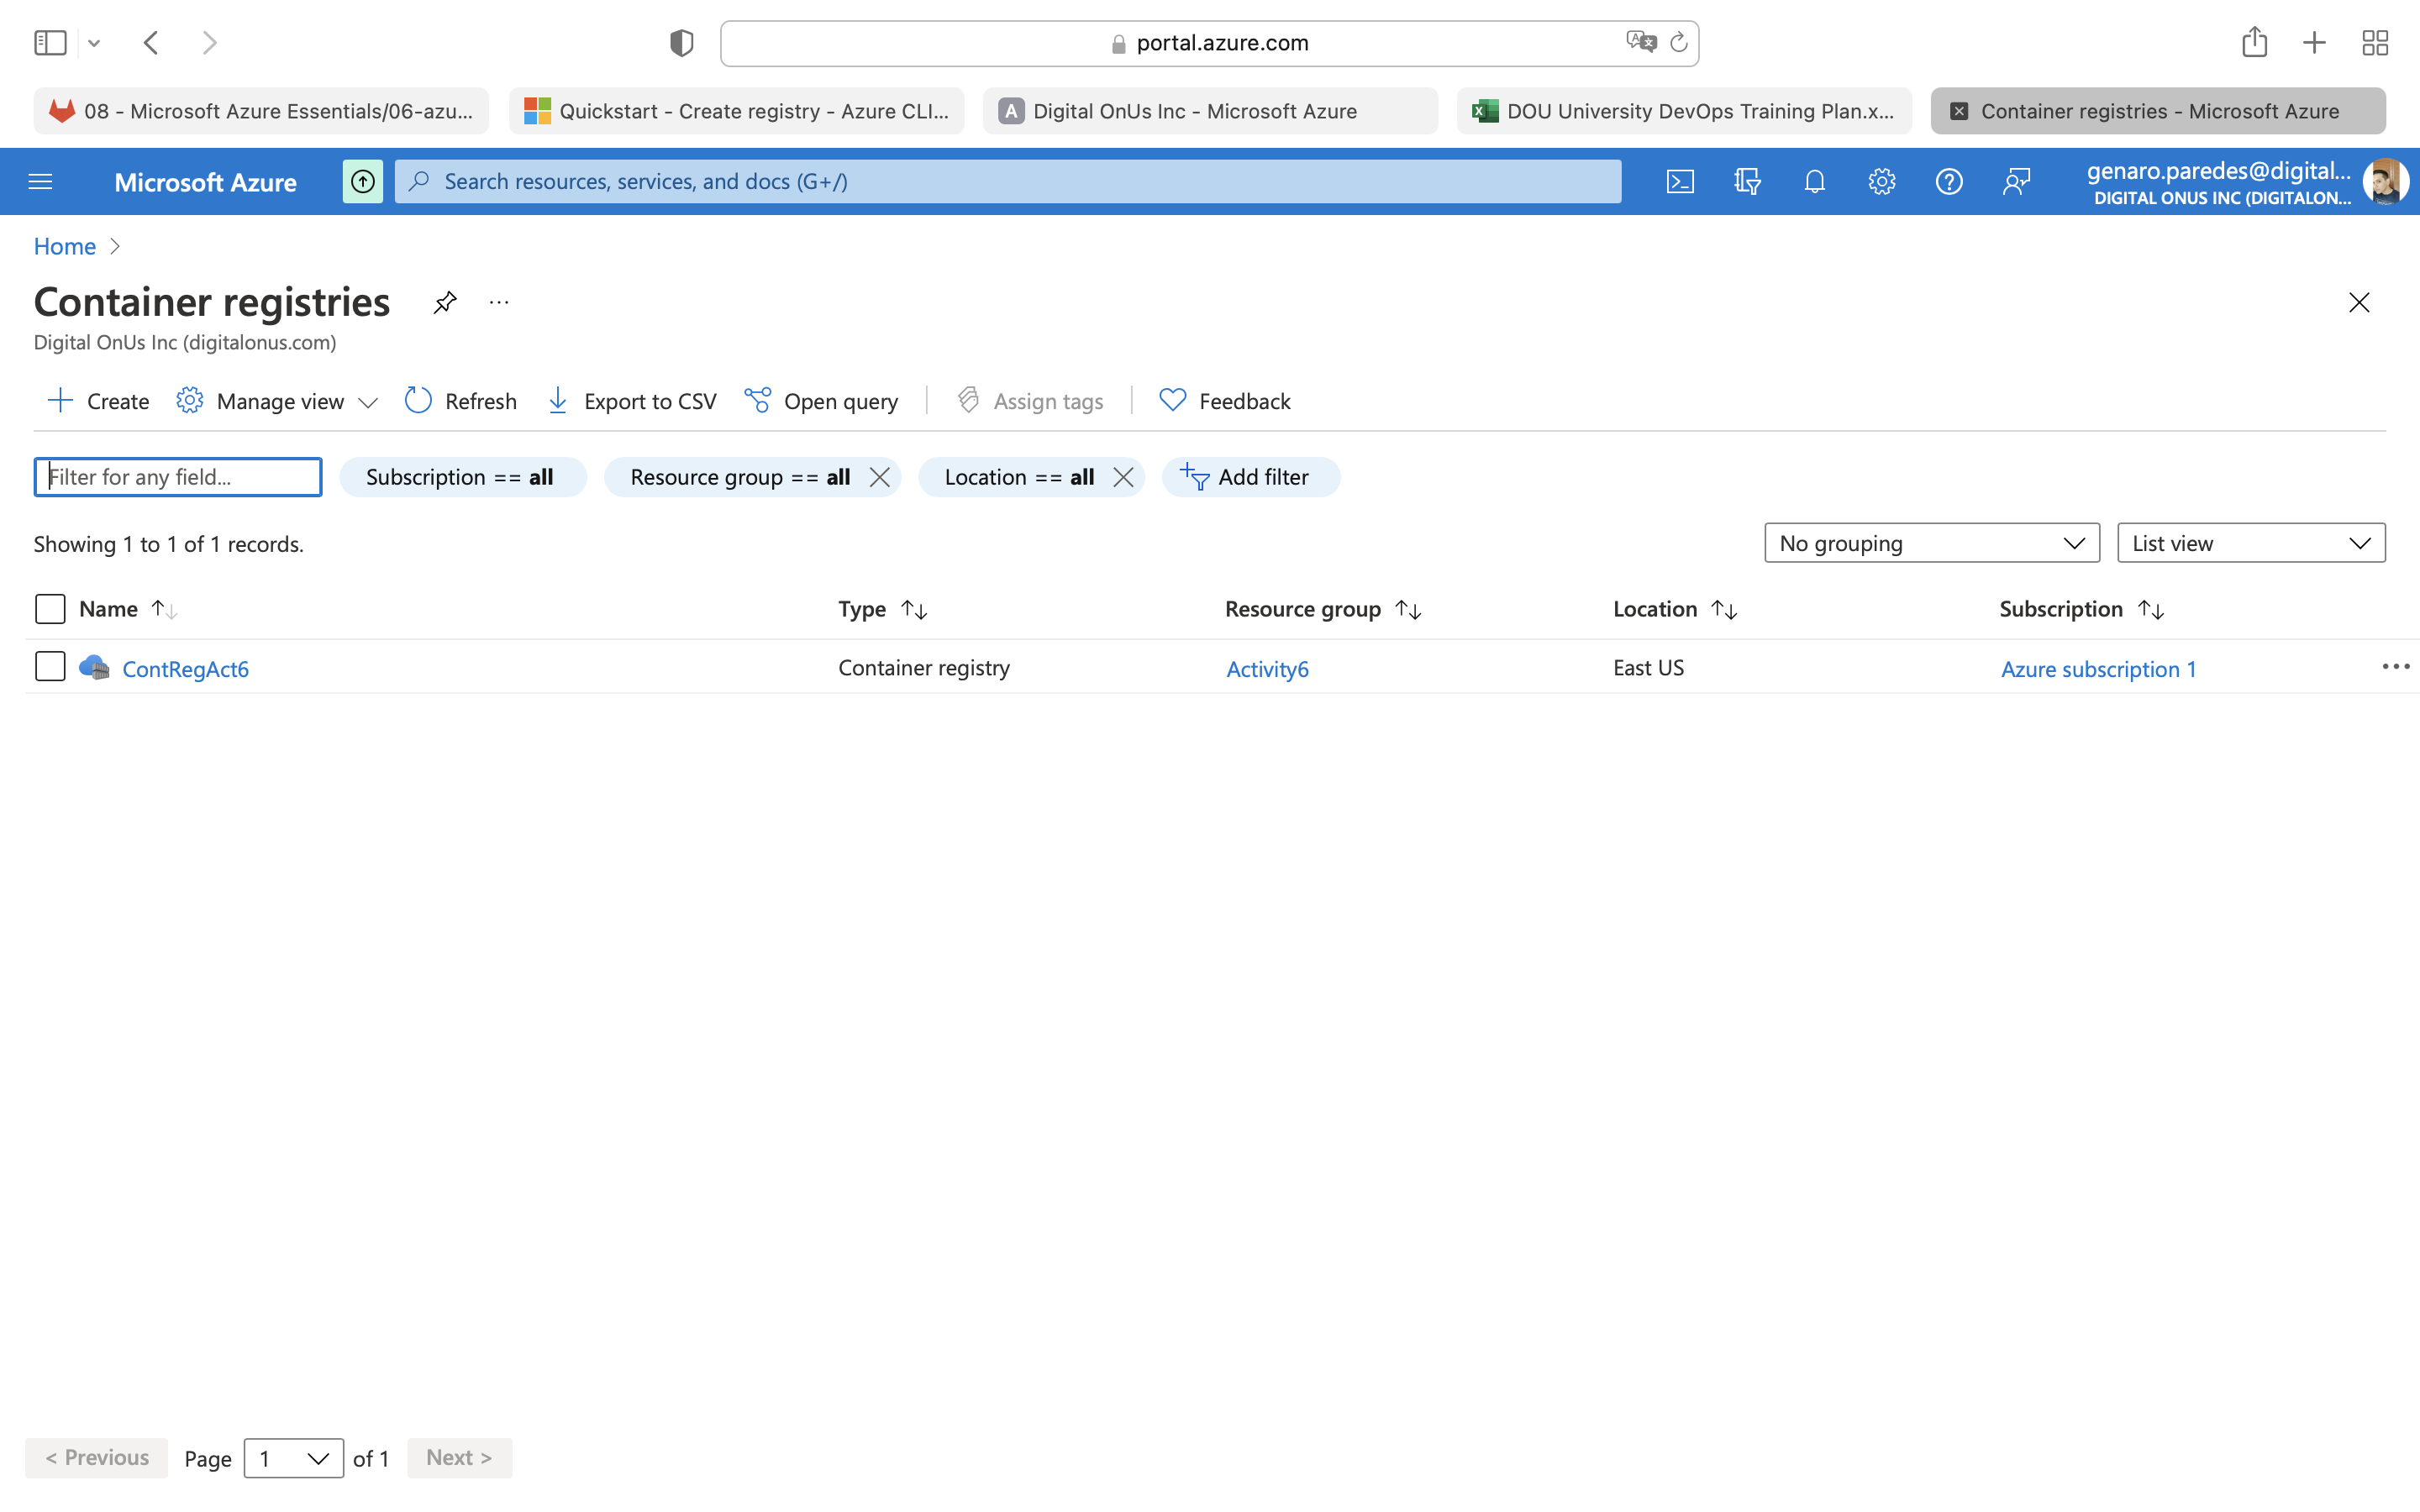 portal.azure.com
08 - Microsoft Azure Essentials/06-azu...
Quickstart - Create registry - Azure CLI...
A Digital OnUs Inc - Microsoft Azure
DOU University DevOps Training Plan.x...
Container registries - Microsoft Azure
Microsoft Azure
Search resources, services, and docs (G+/)
genaro.paredes@digital...
DIGITAL ONUS INC (DIGITALON...
Home
Container registries
Digital OnUs Inc (digitalonus.com)
Create Manage view Refresh Export to CSV Open query Assign tags Feedback
Filter for any field... Subscription == all Resource group == all Location == all Add filter
Showing 1 to 1 of 1 records. No grouping List view
Name Type Resource group Location Subscription
ContRegAct6 Container registry Activity6 East US Azure subscription 1
< Previous Page 1 of 1 Next >